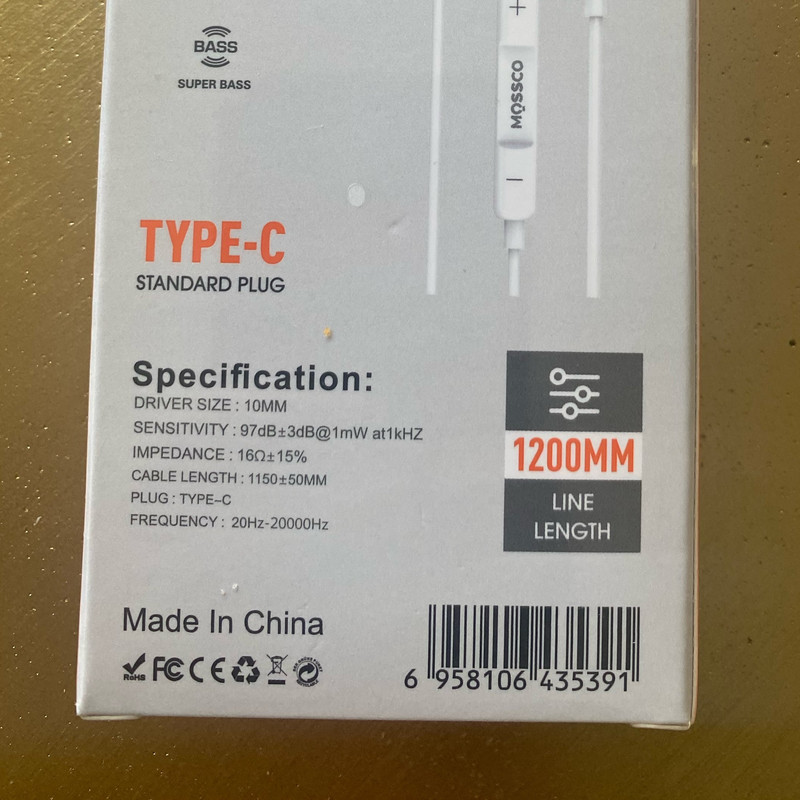 BASS
SUPER BASS
+
MOSSCO
−
TYPE-C
STANDARD PLUG
Specification:
DRIVER SIZE : 10MM
SENSITIVITY : 97dB±3dB@1mW at1kHZ
IMPEDANCE : 16Ω±15%
CABLE LENGTH : 1150±50MM
PLUG : TYPE–C
FREQUENCY : 20Hz-20000Hz
1200MM
LINE
LENGTH
Made In China
RoHS FC CE
6 958106 435391